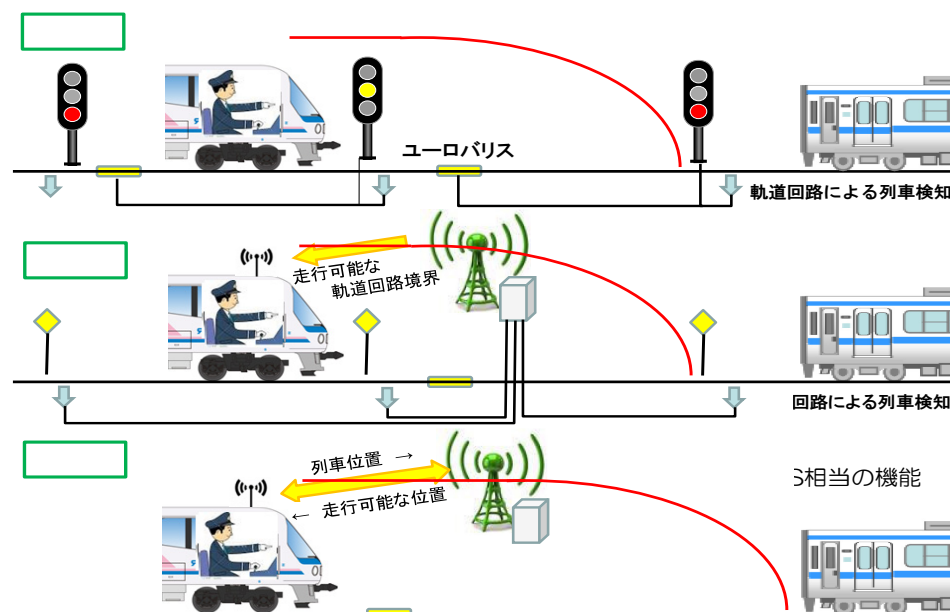 ユーロバリス
軌道回路による列車検知
走行可能な
軌道回路境界
回路による列車検知
列車位置 →
← 走行可能な位置
相当の機能